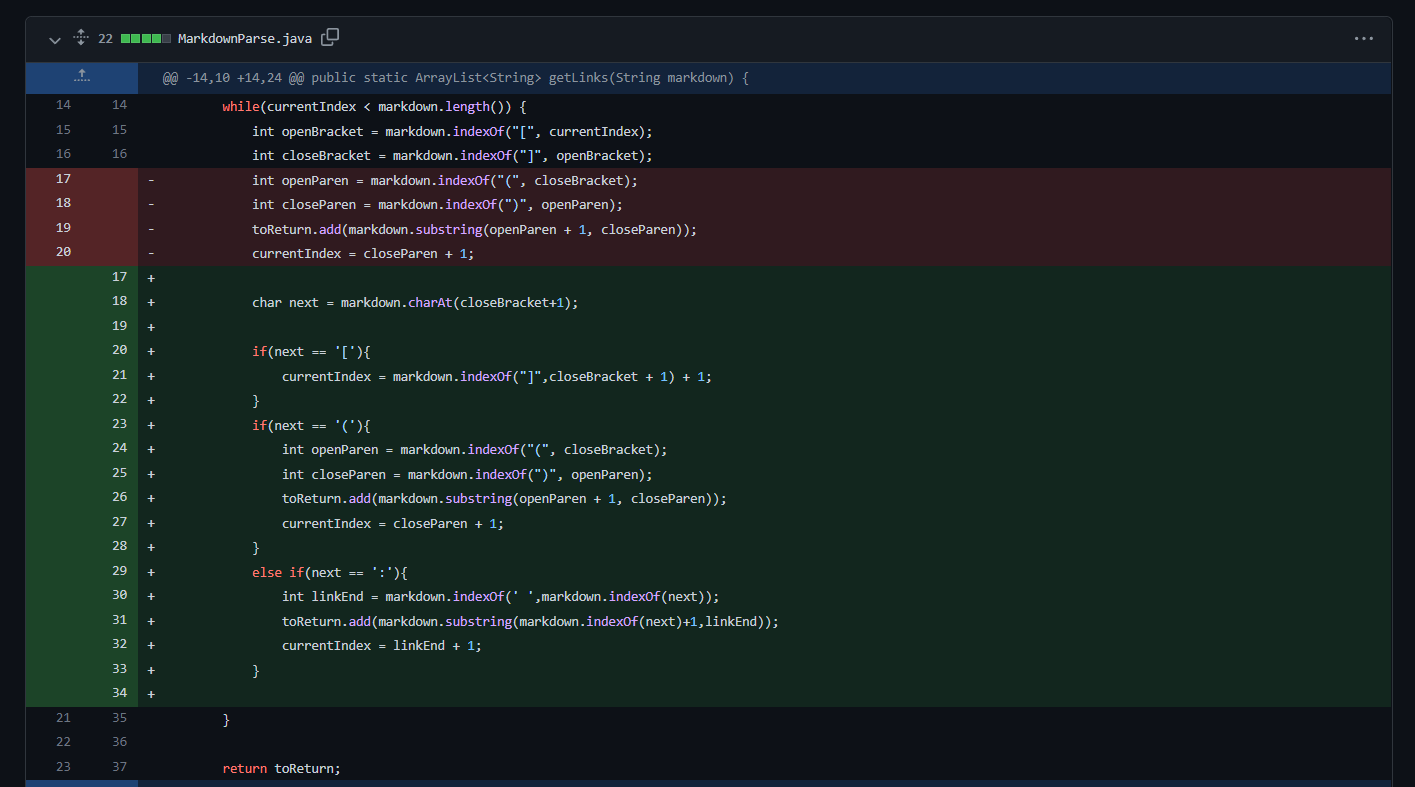 22 MarkdownParse.java
@@ -14,10 +14,24 @@ public static ArrayList<String> getLinks(String markdown) {
14 14 while(currentIndex < markdown.length()) {
15 15 int openBracket = markdown.indexOf("[", currentIndex);
16 16 int closeBracket = markdown.indexOf("]", openBracket);
17 - int openParen = markdown.indexOf("(", closeBracket);
18 - int closeParen = markdown.indexOf(")", openParen);
19 - toReturn.add(markdown.substring(openParen + 1, closeParen));
20 - currentIndex = closeParen + 1;
17 +
18 + char next = markdown.charAt(closeBracket+1);
19 +
20 + if(next == '['){
21 + currentIndex = markdown.indexOf("]",closeBracket + 1) + 1;
22 + }
23 + if(next == '('){
24 + int openParen = markdown.indexOf("(", closeBracket);
25 + int closeParen = markdown.indexOf(")", openParen);
26 + toReturn.add(markdown.substring(openParen + 1, closeParen));
27 + currentIndex = closeParen + 1;
28 + }
29 + else if(next == ':'){
30 + int linkEnd = markdown.indexOf(' ',markdown.indexOf(next));
31 + toReturn.add(markdown.substring(markdown.indexOf(next)+1,linkEnd));
32 + currentIndex = linkEnd + 1;
33 + }
34 +
21 35 }
22 36
23 37 return toReturn;